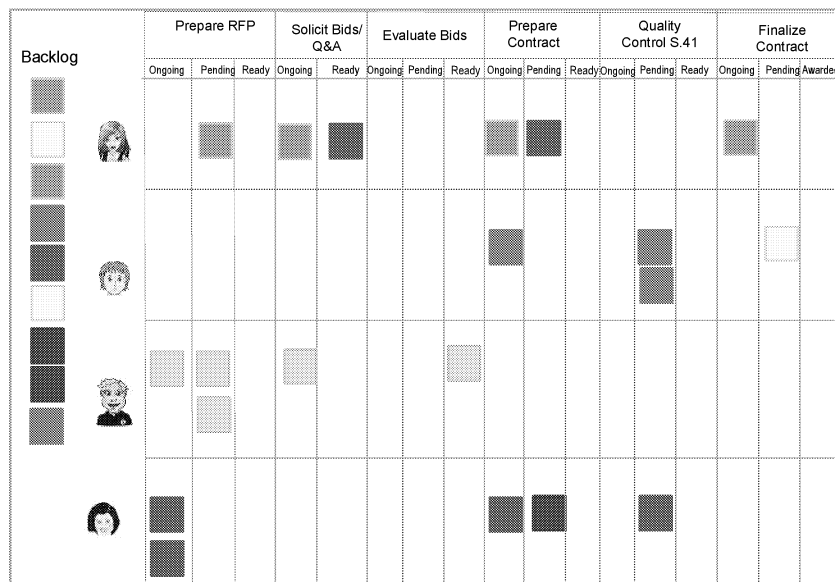 Prepare RFP
Solicit Bids/
Q&A
Evaluate Bids
Prepare
Contract
Quality
Control S.41
Finalize
Contract
Backlog
Ongoing Pending Ready Ongoing Ready Ongoing Pending Ready Ongoing Pending Ready Ongoing Pending Ready Ongoing Pending Awarde